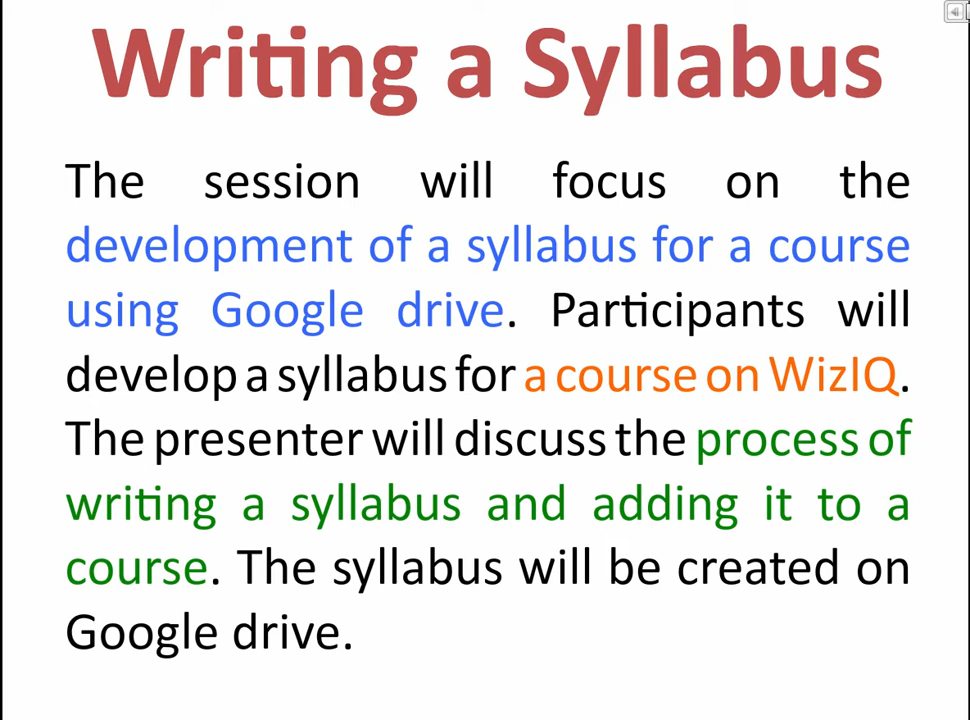 Writing a Syllabus
The session will focus on the
development of a syllabus for a course
using Google drive. Participants will
develop a syllabus for a course on WizIQ.
The presenter will discuss the process of
writing a syllabus and adding it to a
course. The syllabus will be created on
Google drive.